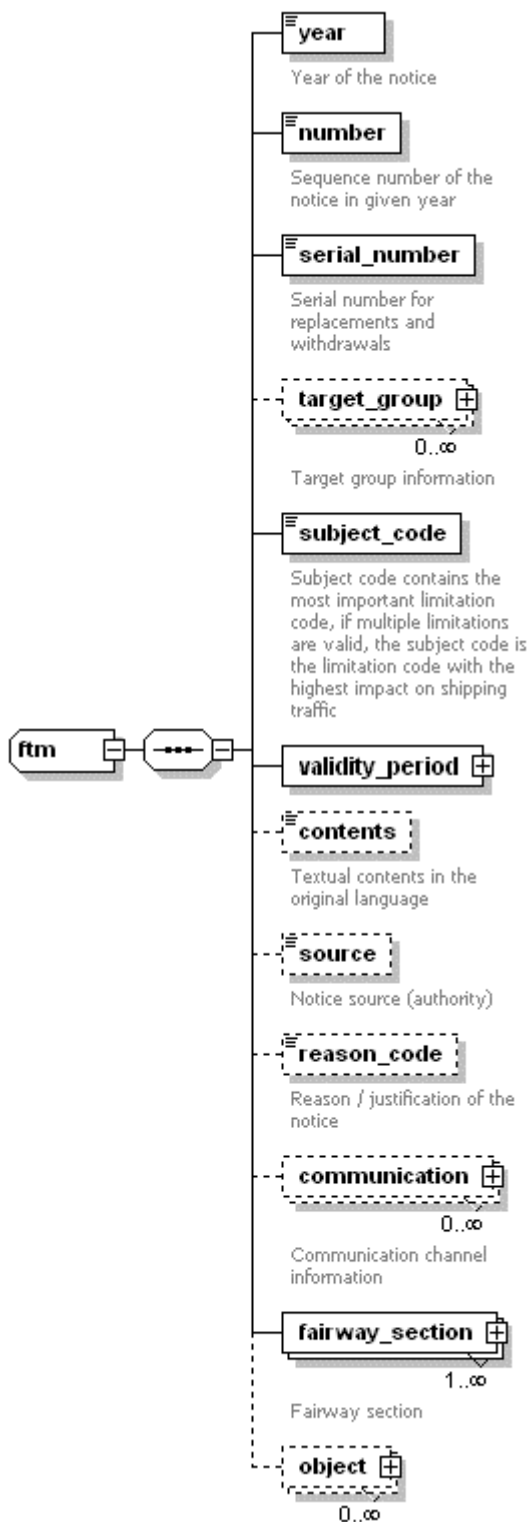 year
Year of the notice
number
Sequence number of the
notice in given year
serial_number
Serial number for
replacements and
withdrawals
target_group
0..∞
Target group information
subject_code
Subject code contains the
most important limitation
code, if multiple limitations
are valid, the subject code is
the limitation code with the
highest impact on shipping
traffic
ftm
validity_period
contents
Textual contents in the
original language
source
Notice source (authority)
reason_code
Reason / justification of the
notice
communication
0..∞
Communication channel
information
fairway_section
1..∞
Fairway section
object
0..∞